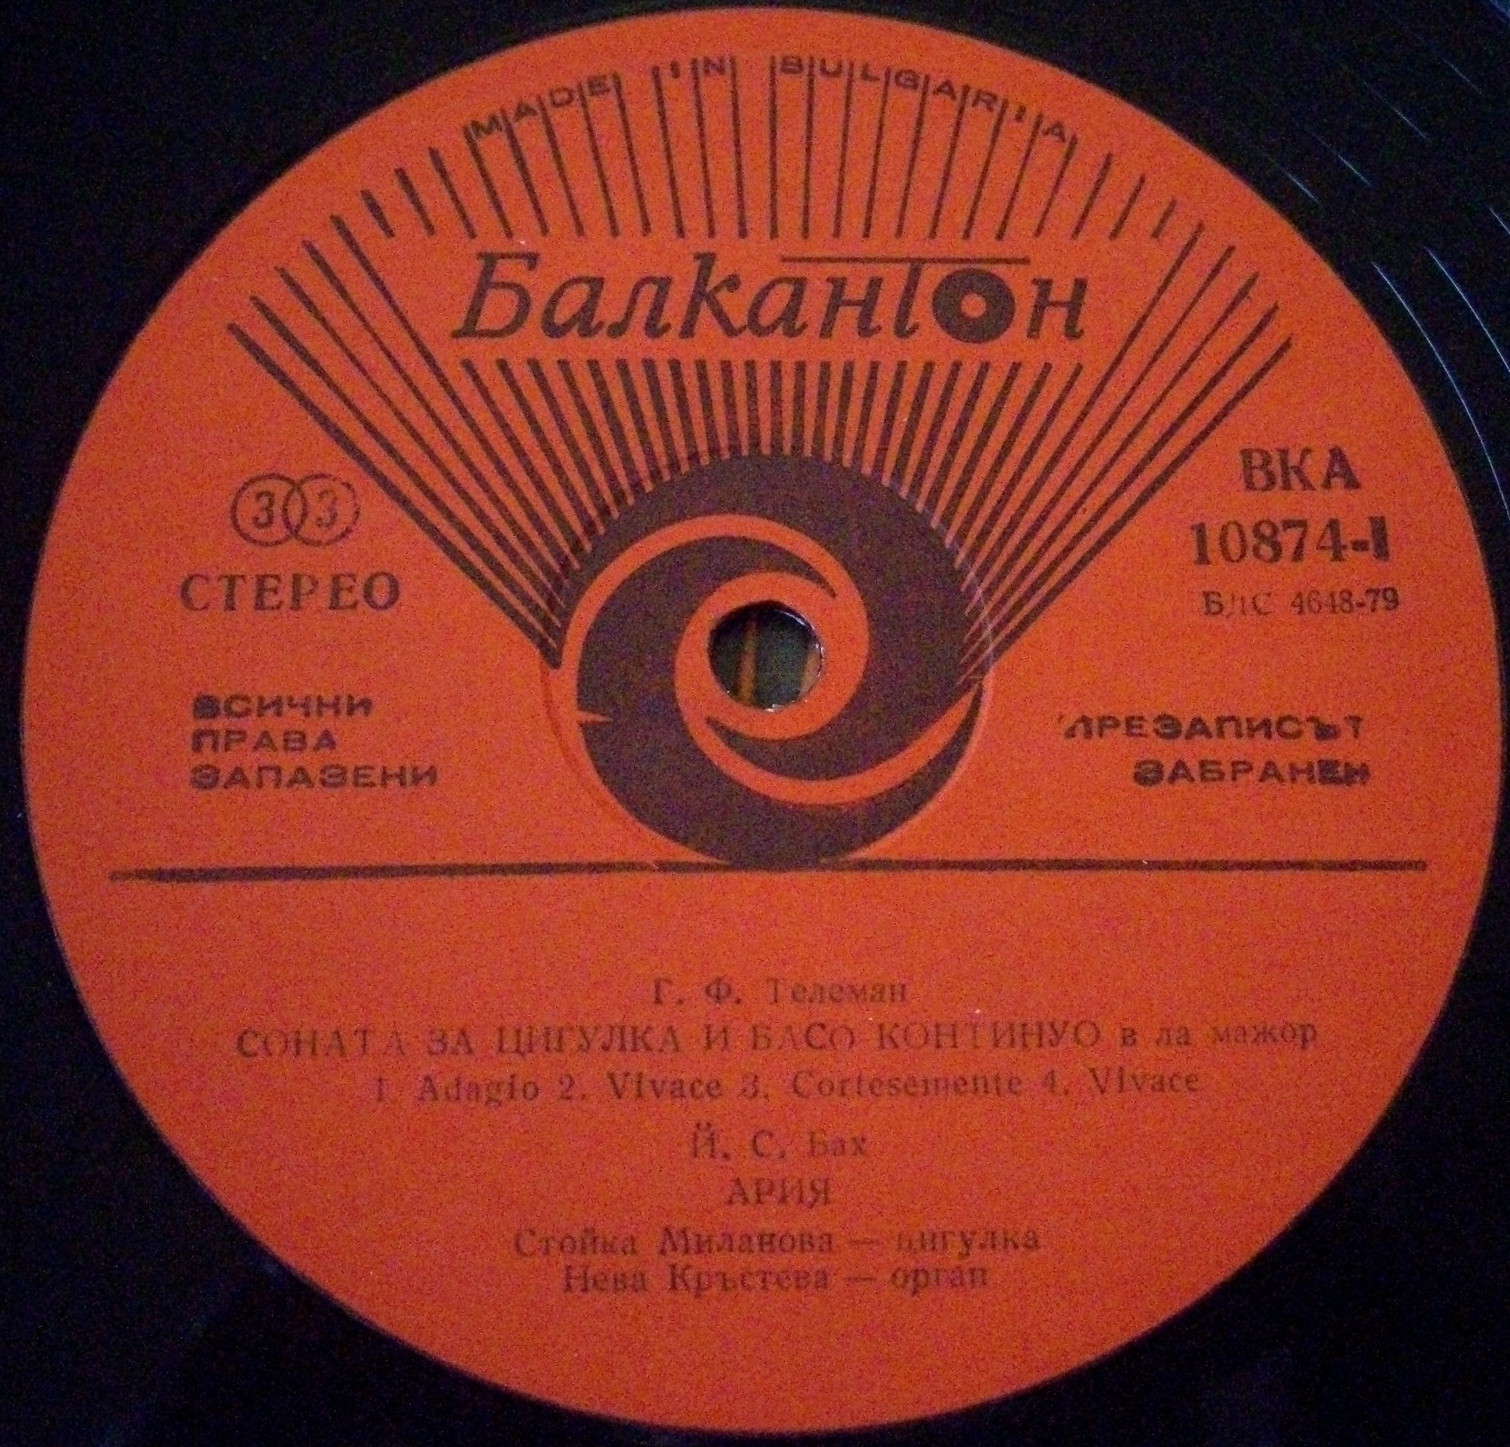 MADE IN BULGARIA
Балкантон
33
СТЕРЕО
ВКА
10874-I
БДС 4648-79
ВСИЧКИ
ПРАВА
ЗАПАЗЕНИ
ПРЕЗАПИСЪТ
ЗАБРАНЕН
Г. Ф. Телеман
СОНАТА ЗА ЦИГУЛКА И БАСО КОНТИНУО в ла мажор
1. Adagio 2. Vivace 3. Cortesemente 4. Vivace
Й. С. Бах
АРИЯ
Стойка Миланова — цигулка
Нева Кръстева — орган